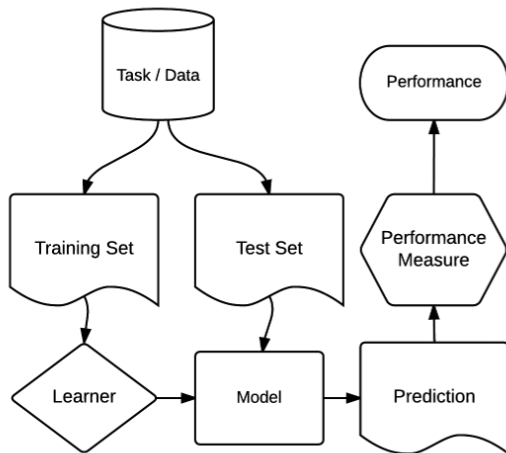 Task / Data
Performance
Training Set
Test Set
Performance
Measure
Learner
Model
Prediction